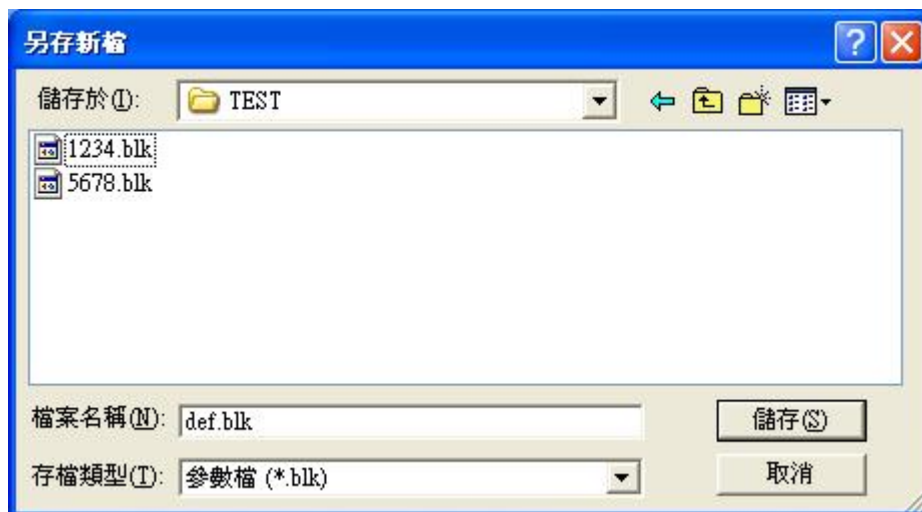 另存新檔
儲存於(I): TEST
1234.blk
5678.blk
檔案名稱(N): def.blk 儲存(S)
存檔類型(T): 參數檔 (*.blk) 取消